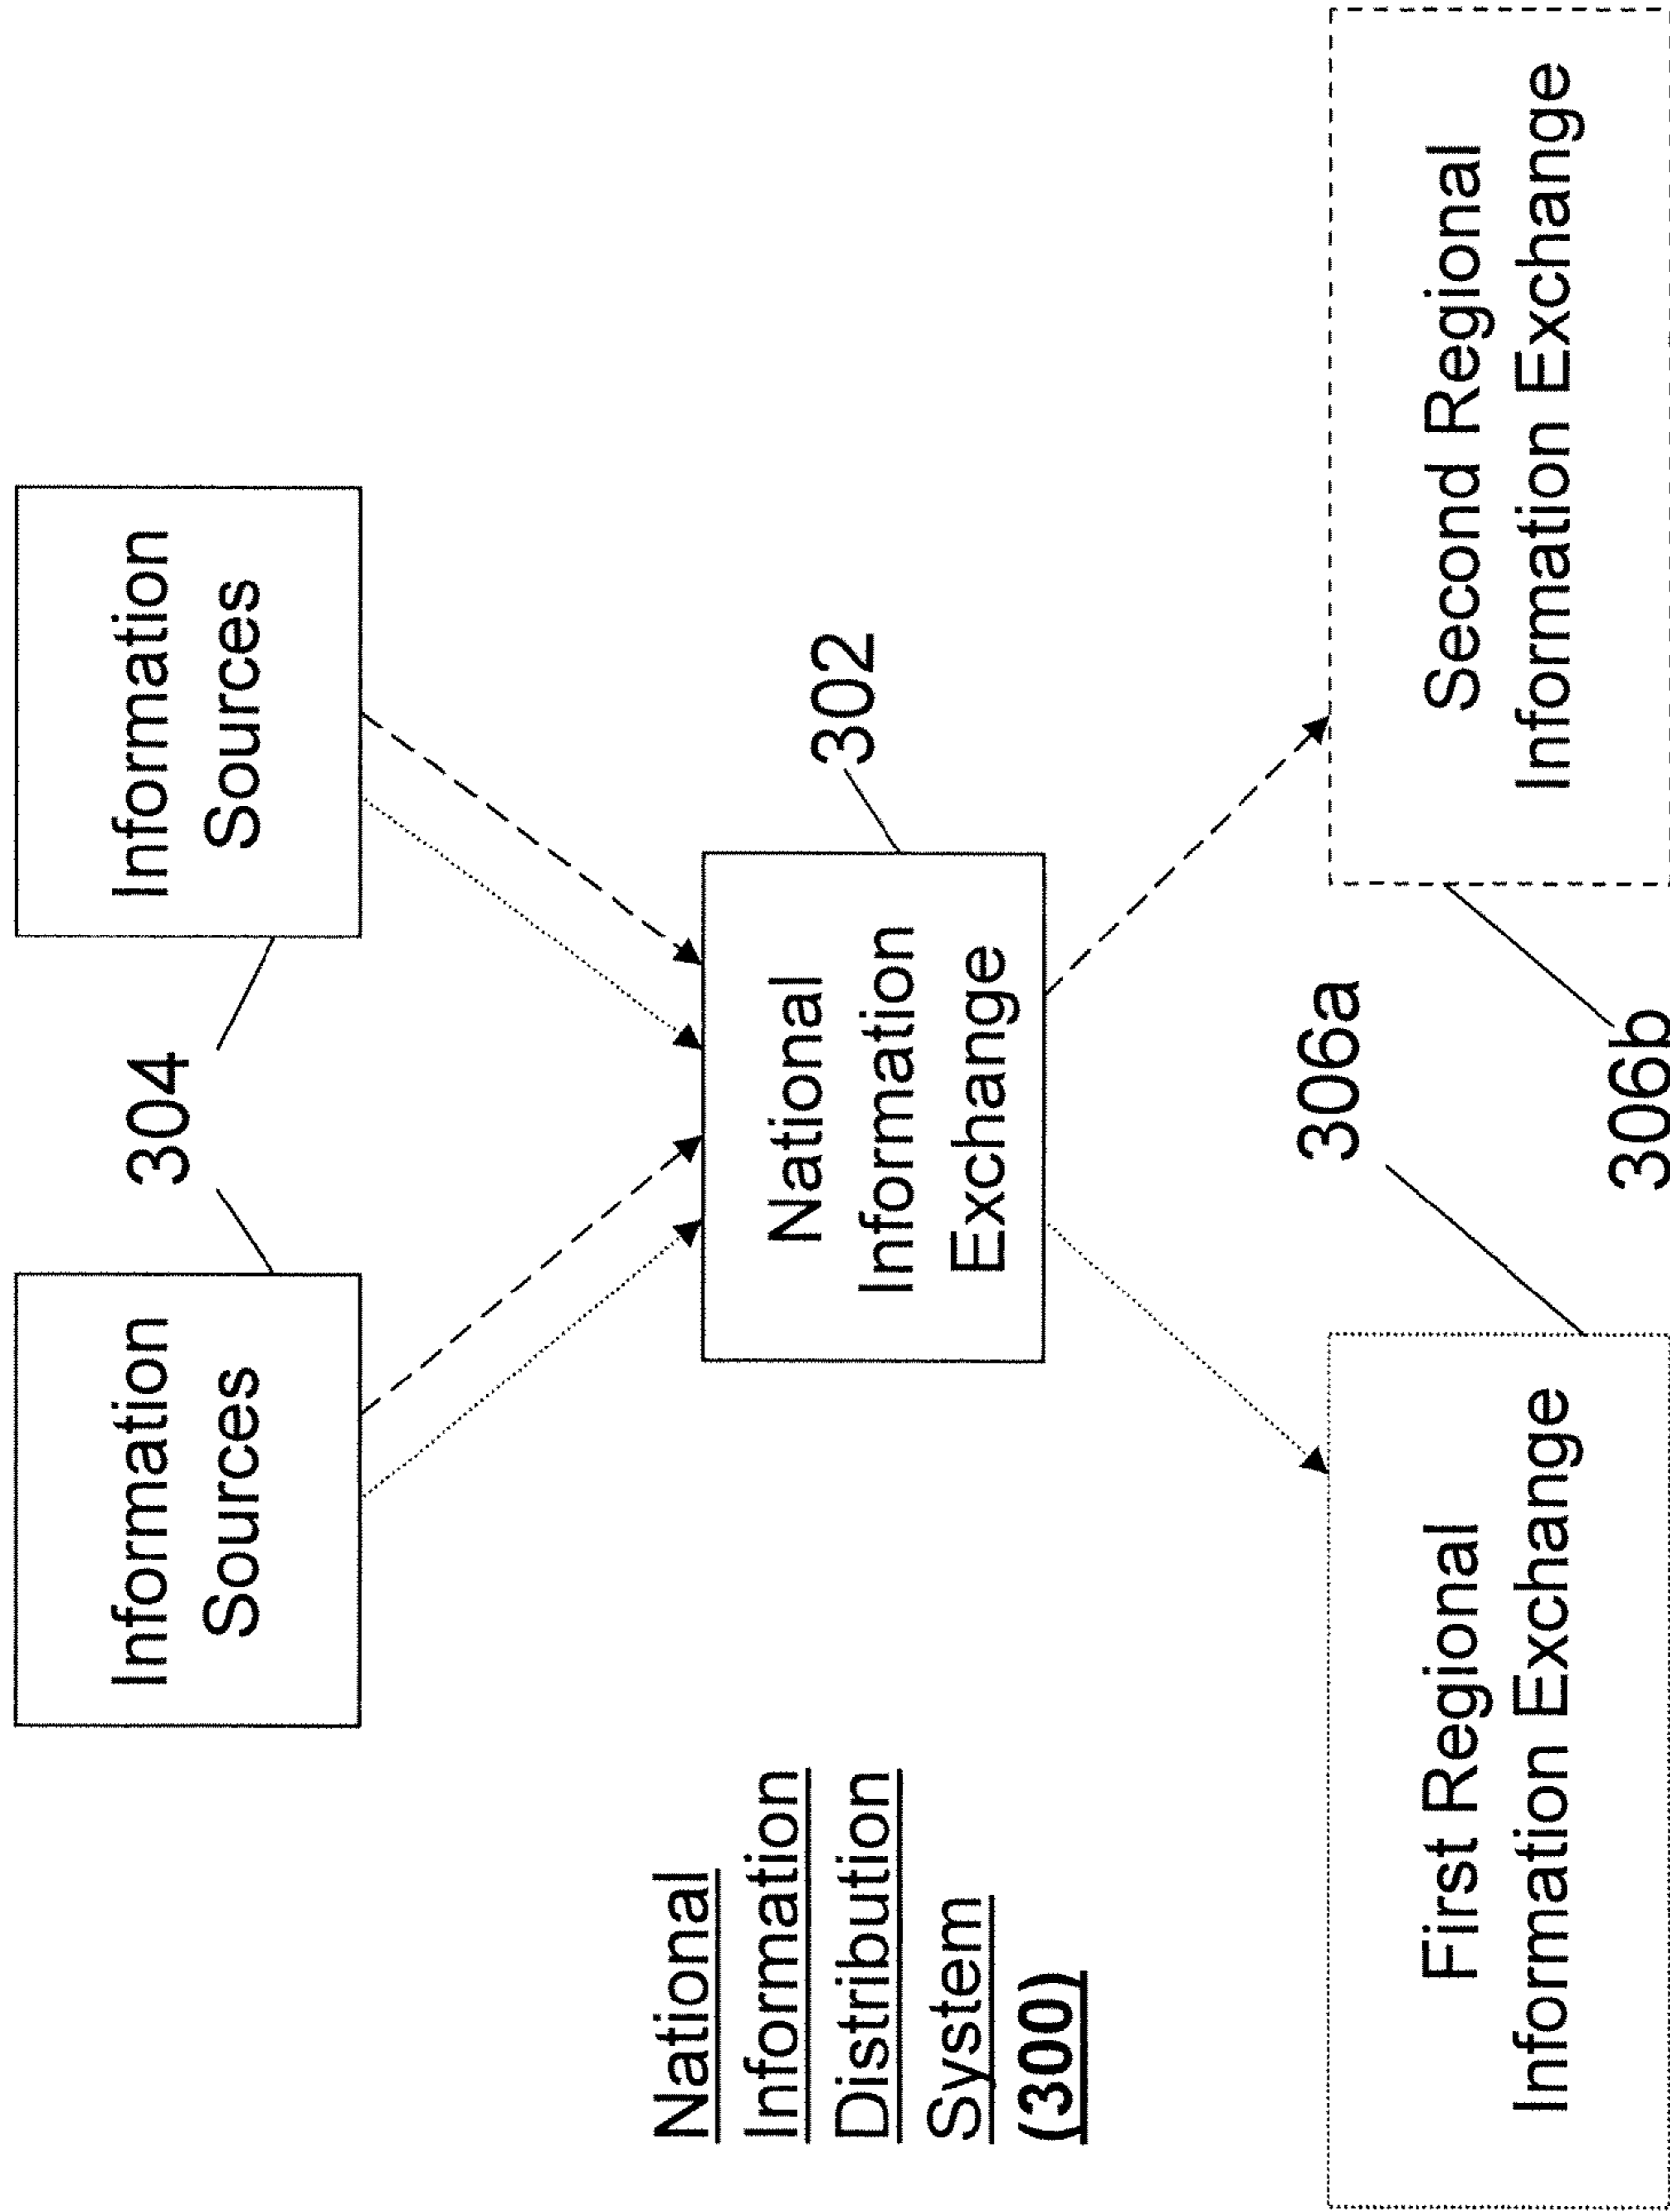 Information
Sources
304
Information
Sources
National
Information
Distribution
System
(300)
National
Information
Exchange
302
First Regional
Information Exchange
306a
306b
Second Regional
Information Exchange